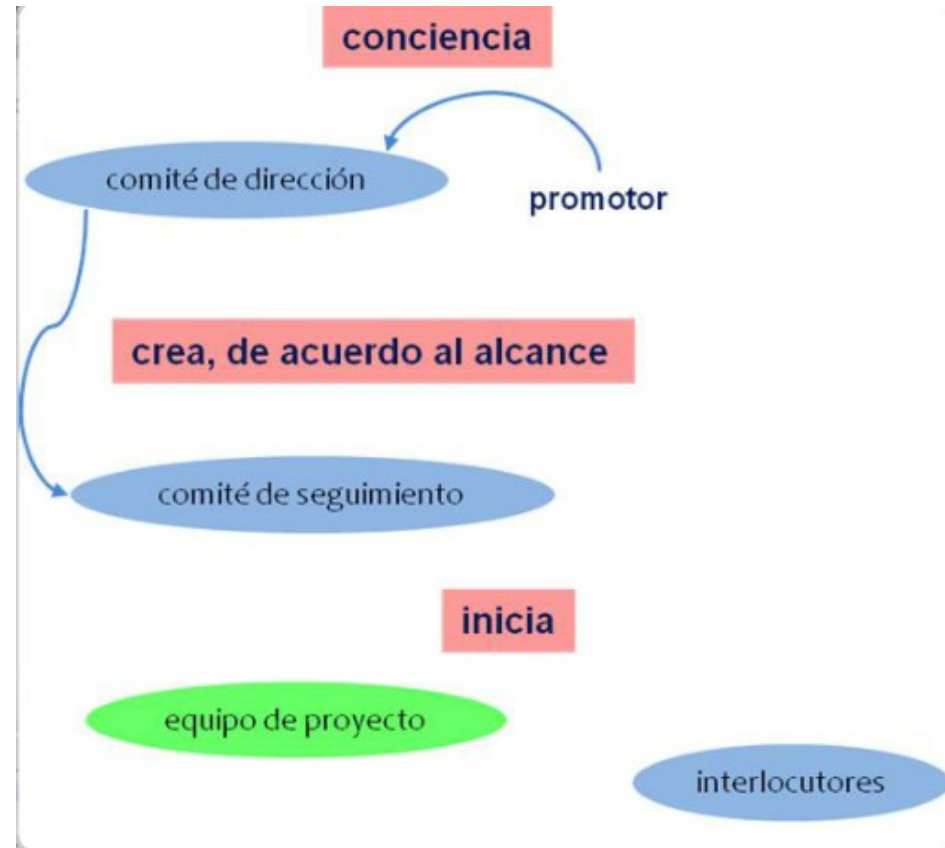 conciencia
comité de dirección
promotor
crea, de acuerdo al alcance
comité de seguimiento
inicia
equipo de proyecto
interlocutores